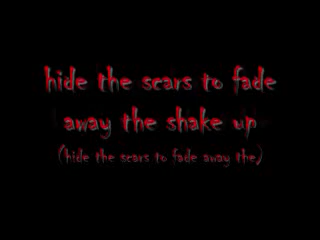 hide the scars to fade
away the shake up
(hide the scars to fade away the)